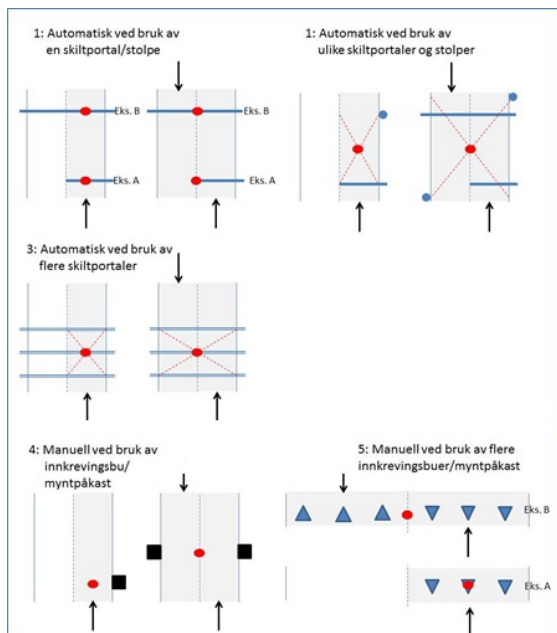 1: Automatisk ved bruk av
en skiltportal/stolpe
Eks. B
Eks. B
Eks. A
Eks. A
1: Automatisk ved bruk av
ulike skiltportaler og stolper
3: Automatisk ved bruk av
flere skiltportaler
4: Manuell ved bruk av
innkrevingsbu/
myntpåkast
5: Manuell ved bruk av flere
innkrevingsbuer/myntpåkast
Eks. B
Eks. A